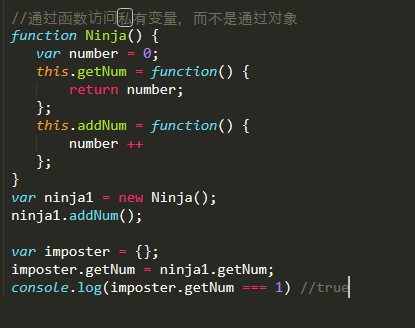 //通过函数访问私有变量，而不是通过对象
function Ninja() {
    var number = 0;
    this.getNum = function() {
        return number;
    };
    this.addNum = function() {
        number ++
    };
}
var ninja1 = new Ninja();
ninja1.addNum();

var imposter = {};
imposter.getNum = ninja1.getNum;
console.log(imposter.getNum === 1) //true